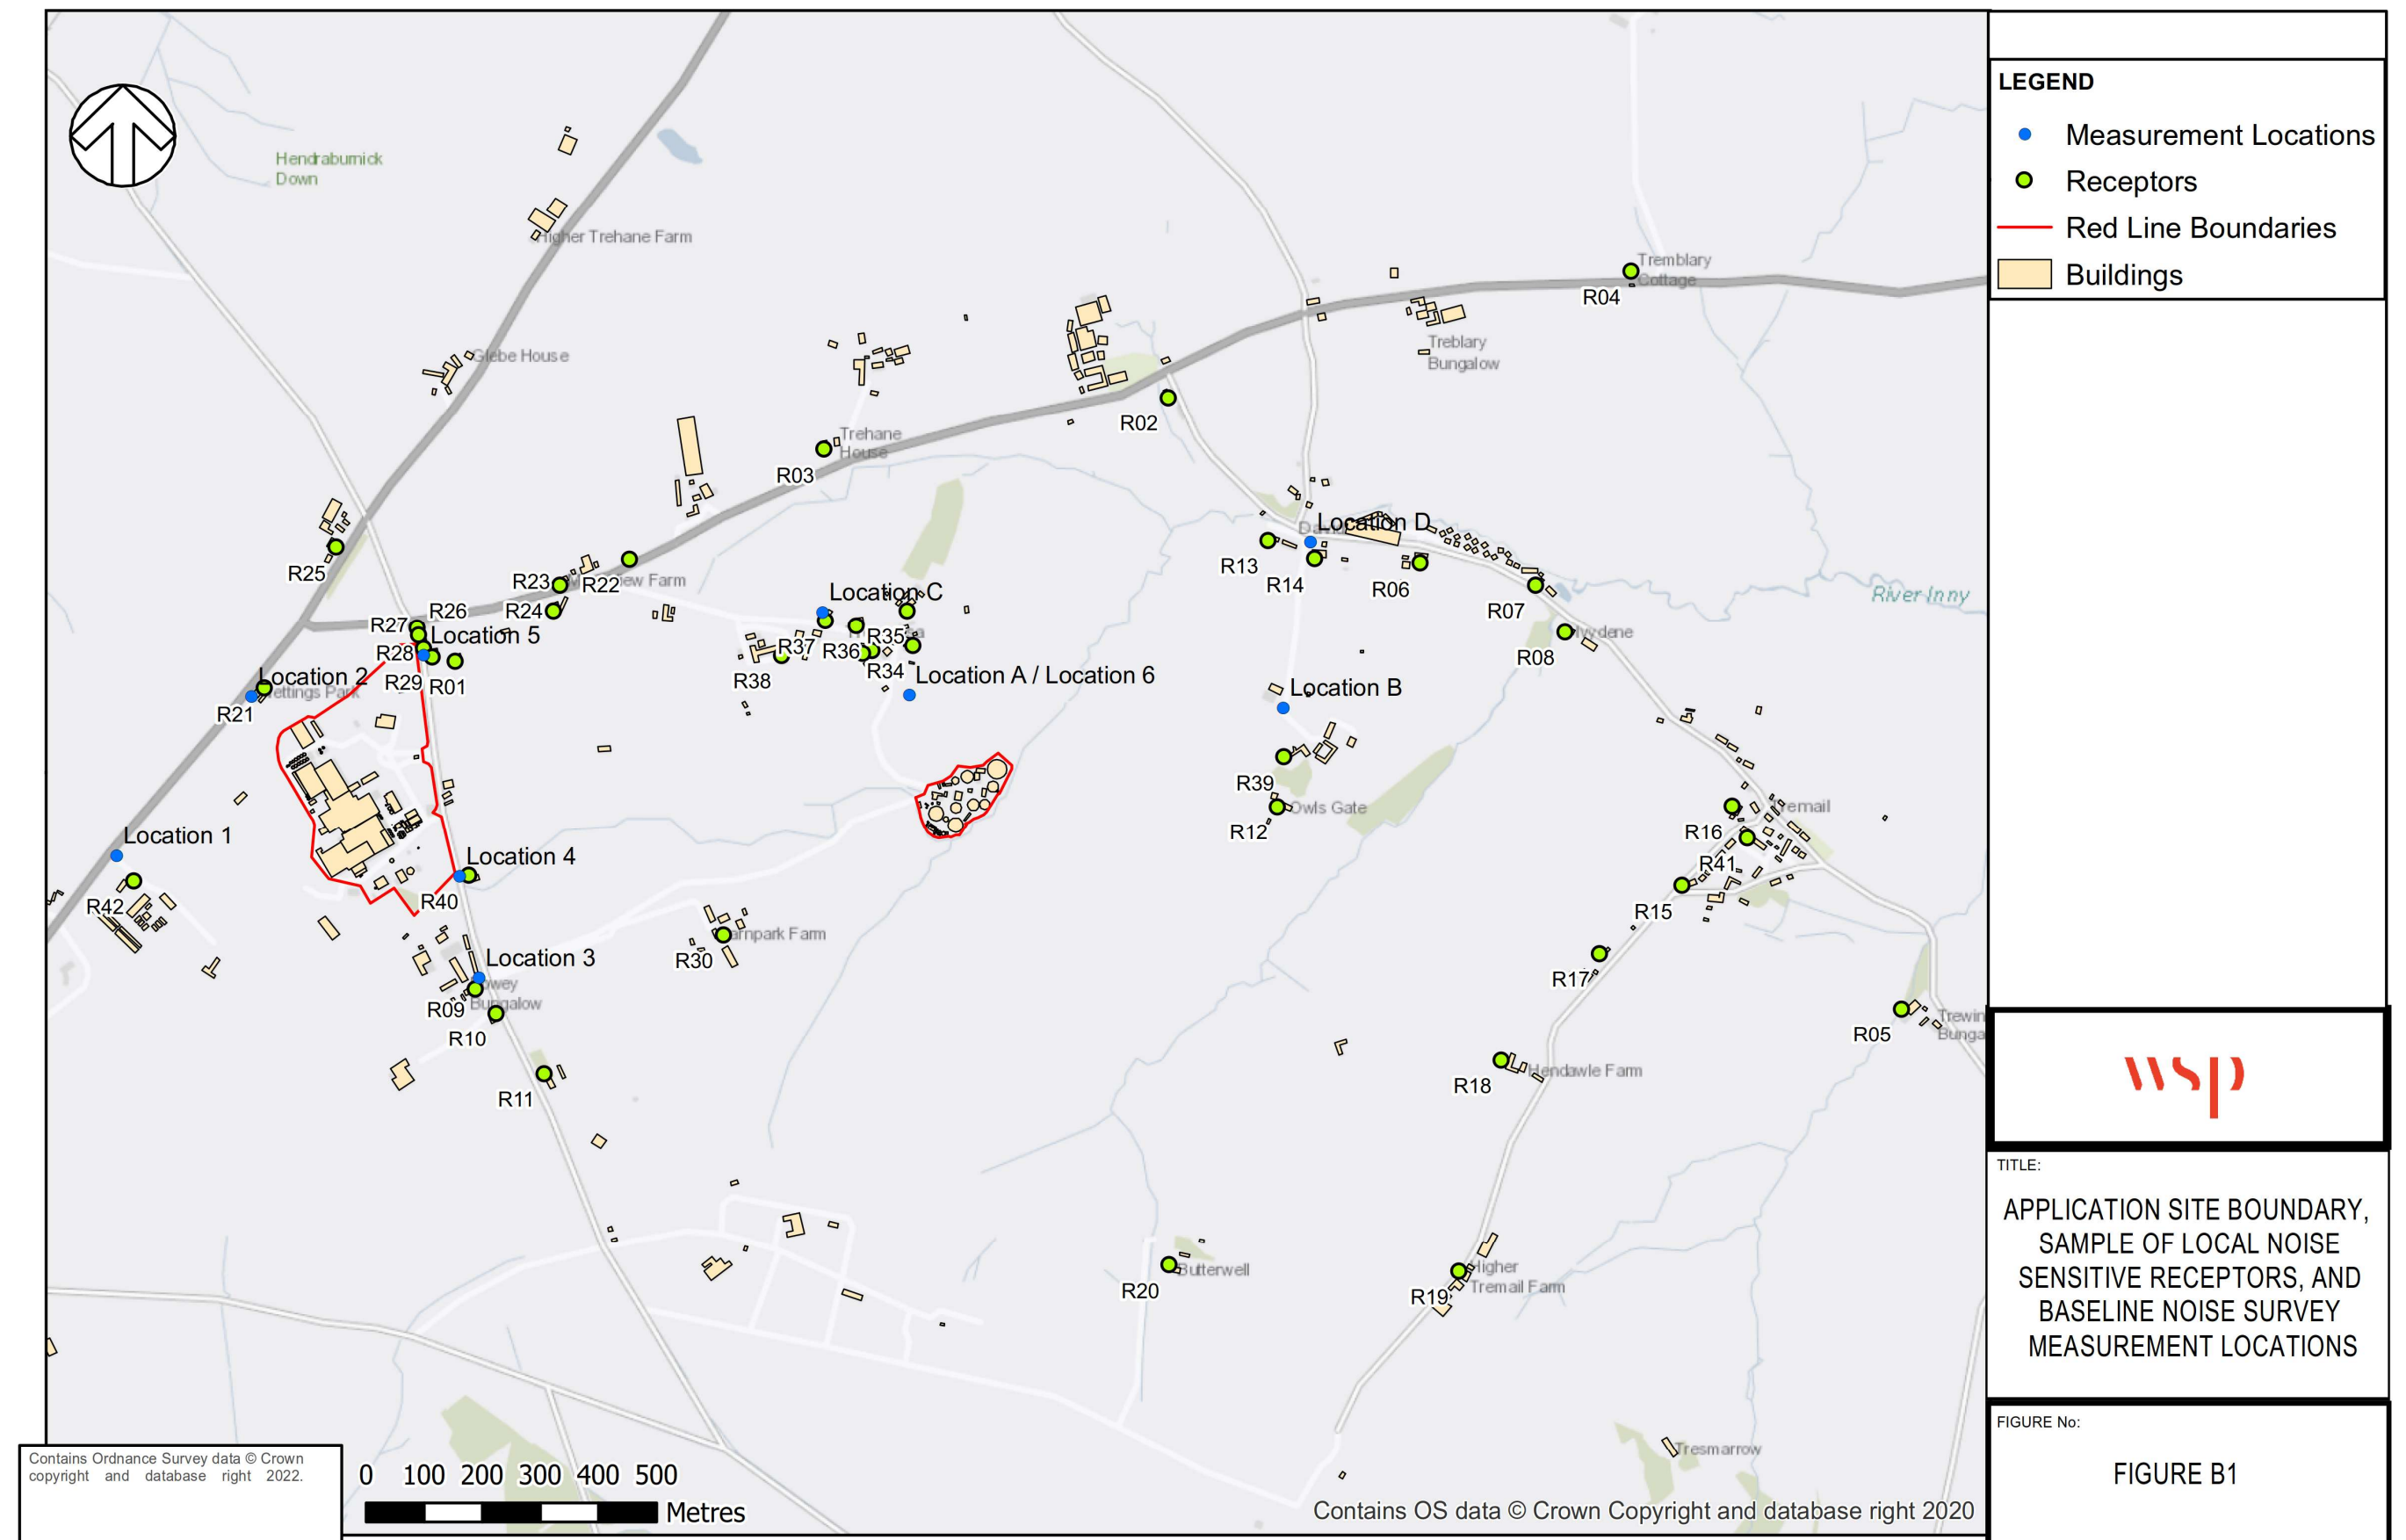 Hendraburnick
Down
Higher Trehane Farm
Glebe House
Tremblary
Cottage
R04
Treblary
Bungalow
R02
Trehane
House
R03
R25
R23
R22
R24
R26
R27
Location 5
R28
R29
R01
Location 2
R21
Location C
R37
R35
R36
R34
R38
Location A / Location 6
Location D
R13
R14
R06
R07
River Inny
R08
Location B
R39
Owls Gate
R12
Location 1
R42
Location 4
R40
R30
Location 3
Bungalow
R09
R10
R11
R16
Tremail
R41
R15
R17
R05
R18
Hendawle Farm
R20
Butterwell
Higher
Tremail Farm
R19
Tresmarrow
LEGEND
Measurement Locations
Receptors
Red Line Boundaries
Buildings
wsp
TITLE:
APPLICATION SITE BOUNDARY,
SAMPLE OF LOCAL NOISE
SENSITIVE RECEPTORS, AND
BASELINE NOISE SURVEY
MEASUREMENT LOCATIONS
FIGURE No:
FIGURE B1
Contains Ordnance Survey data © Crown
copyright and database right 2022.
0 100 200 300 400 500
Metres
Contains OS data © Crown Copyright and database right 2020